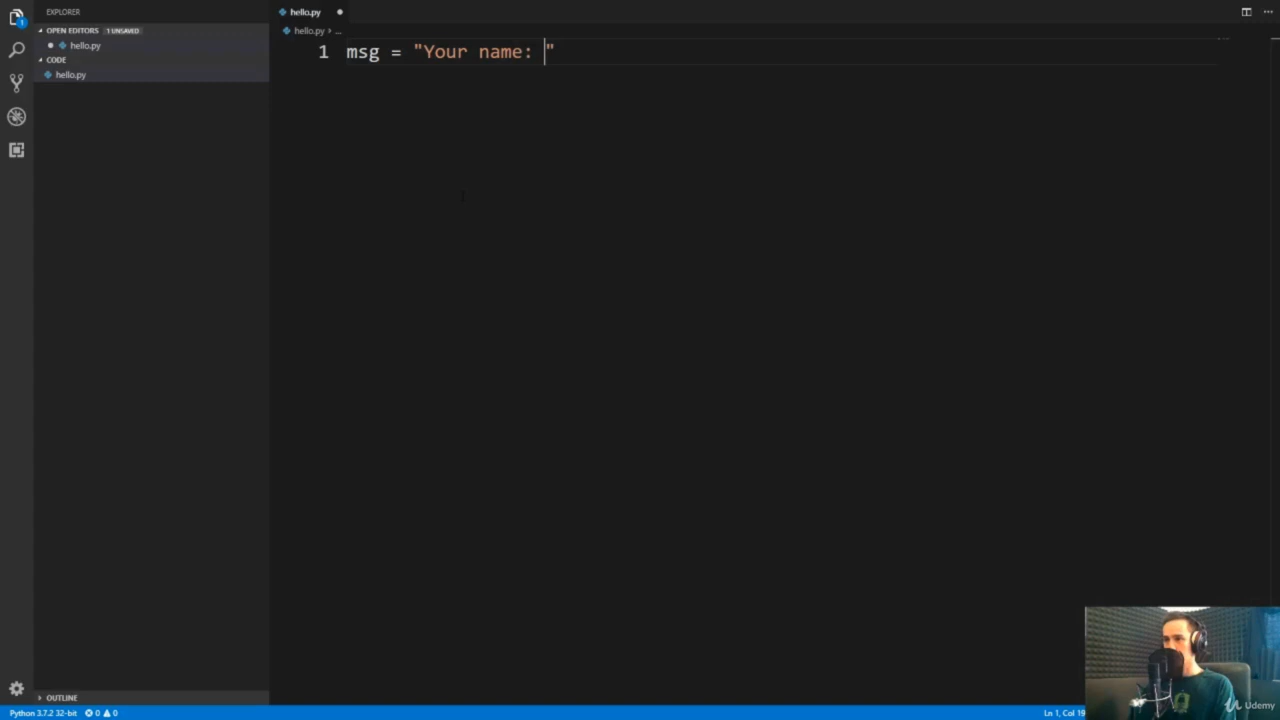 EXPLORER
OPEN EDITORS 1 UNSAVED
hello.py
CODE
hello.py
hello.py
hello.py › ...
1 msg = "Your name: "
OUTLINE
Python 3.7.2 32-bit 0 0
Ln 1, Col 19
Udemy